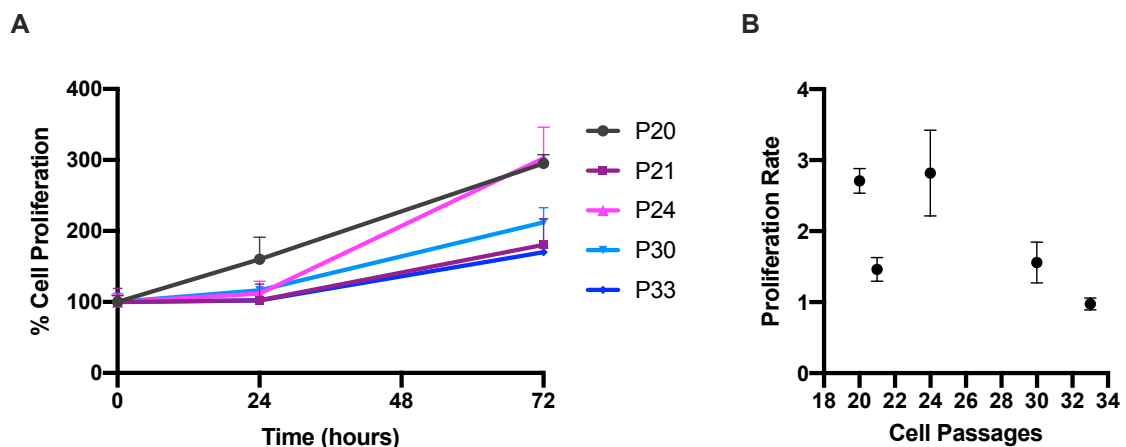 A
% Cell Proliferation
400
300
200
100
0
0 24 48 72
Time (hours)
P20
P21
P24
P30
P33
B
Proliferation Rate
4
3
2
1
0
18 20 22 24 26 28 30 32 34
Cell Passages